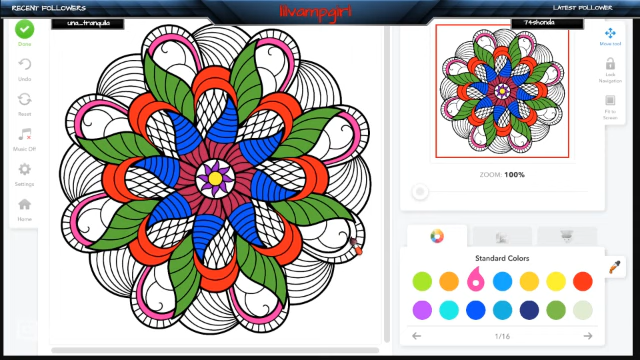 RECENT FOLLOWERS
lilvampgirl
LATEST FOLLOWER
una_tranquila
74shonda
Done
Undo
Reset
Music Off
Settings
Home
Move tool
Lock
Navigation
Fit to
Screen
ZOOM: 100%
Standard Colors
1/16